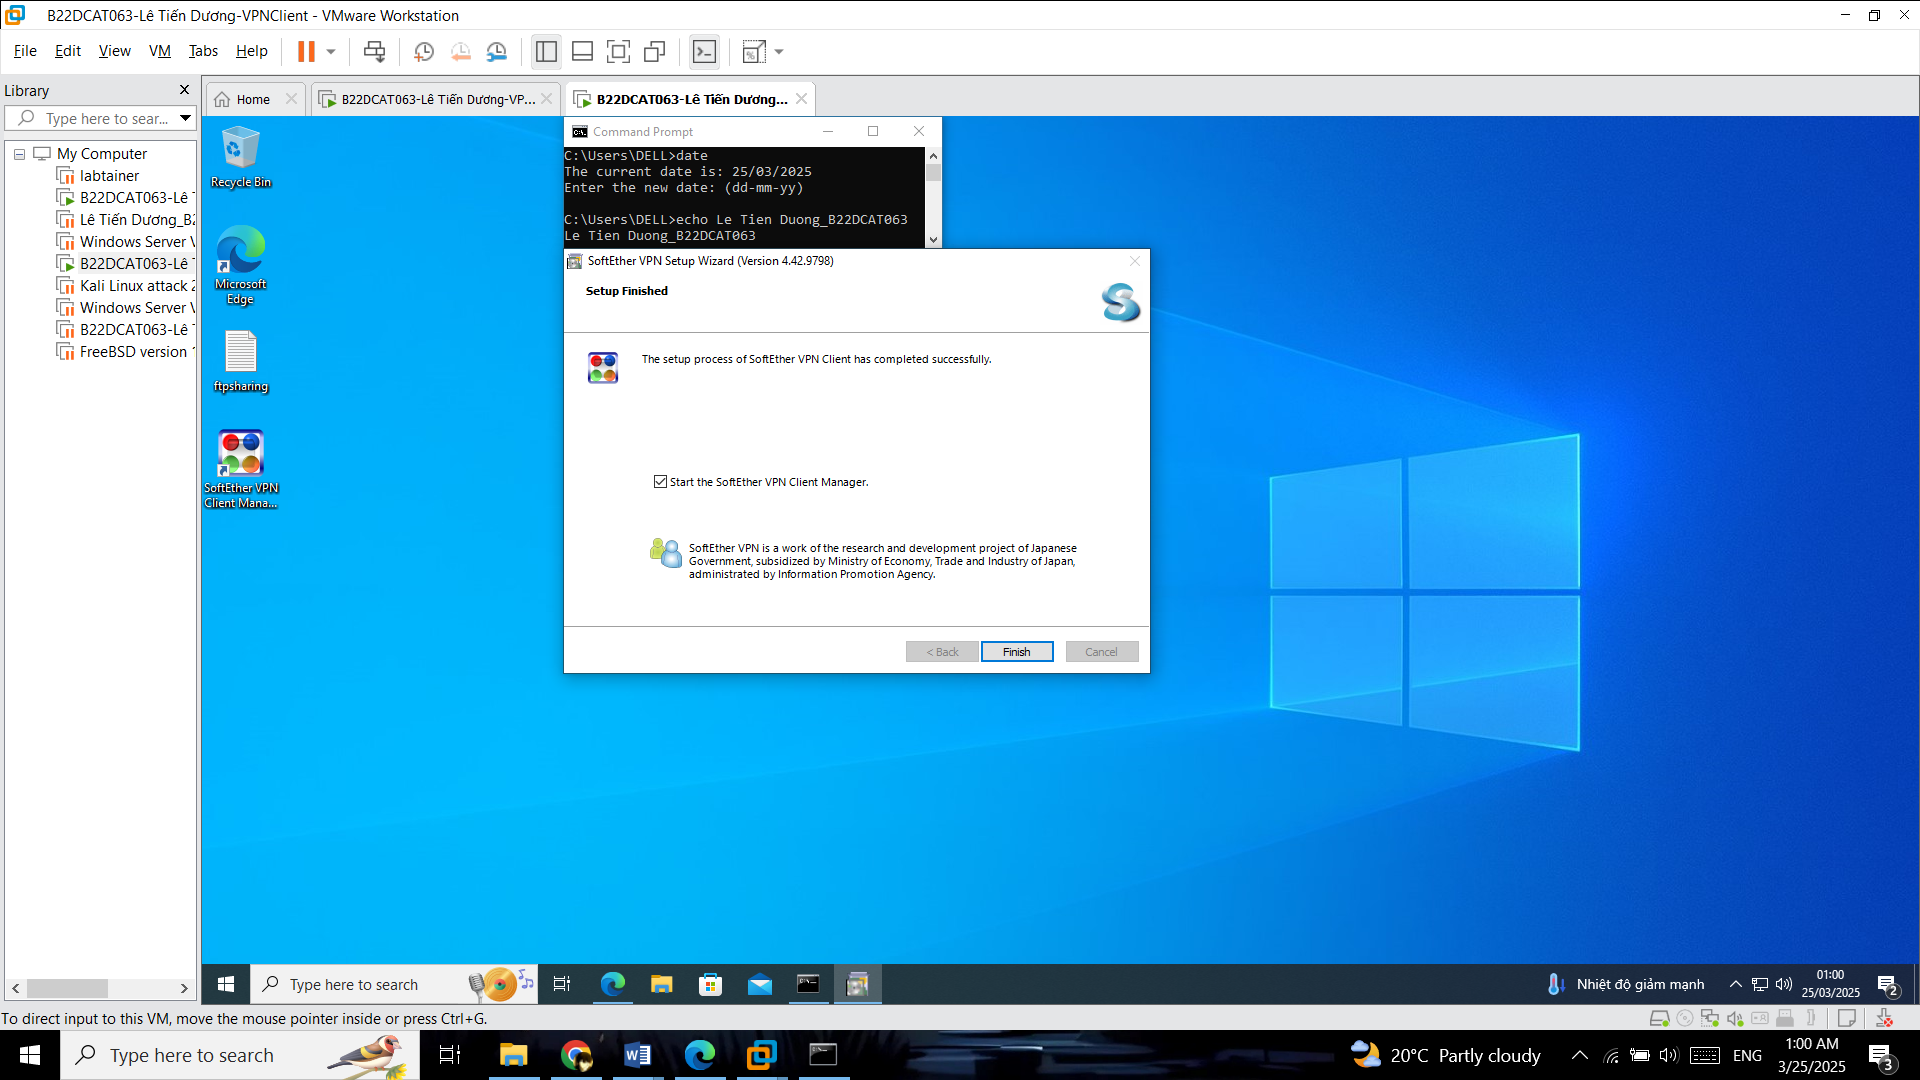 B22DCAT063-Lê Tiến Dương-VPNClient - VMware Workstation
File Edit View VM Tabs Help
Library
Type here to sear...
My Computer
labtainer
B22DCAT063-Lê
Lê Tiến Dương_B2
Windows Server V
B22DCAT063-Lê
Kali Linux attack 2
Windows Server V
B22DCAT063-Lê
FreeBSD version 1
Home
B22DCAT063-Lê Tiến Dương-VP...
B22DCAT063-Lê Tiến Dương...
Recycle Bin
Microsoft
Edge
ftpsharing
SoftEther VPN
Client Mana...
Command Prompt
C:\Users\DELL>date
The current date is: 25/03/2025
Enter the new date: (dd-mm-yy)
C:\Users\DELL>echo Le Tien Duong_B22DCAT063
Le Tien Duong_B22DCAT063
SoftEther VPN Setup Wizard (Version 4.42.9798)
Setup Finished
The setup process of SoftEther VPN Client has completed successfully.
Start the SoftEther VPN Client Manager.
SoftEther VPN is a work of the research and development project of Japanese
Government, subsidized by Ministry of Economy, Trade and Industry of Japan,
administrated by Information Promotion Agency.
< Back Finish Cancel
Type here to search
Nhiệt độ giảm mạnh
01:00
25/03/2025
2
To direct input to this VM, move the mouse pointer inside or press Ctrl+G.
Type here to search
20°C Partly cloudy
ENG
1:00 AM
3/25/2025
3